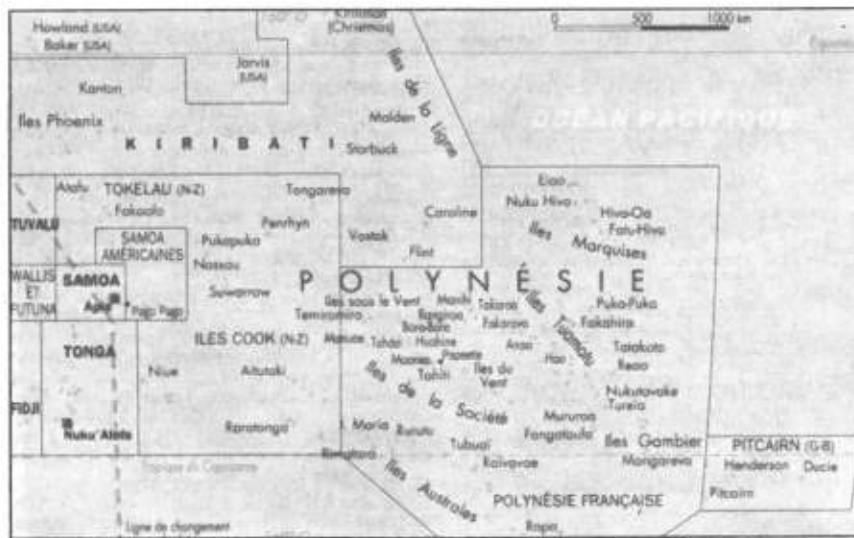 Howland (USA)
Baker (USA)
Kiritimati
(Christmas)
0 500 1000 km
Jarvis
(USA)
Kanton
Iles Phoenix
Malden
Iles de la Ligne
OCÉAN PACIFIQUE
KIRIBATI
Starbuck
Atafu
TOKELAU (N-Z)
Tongareva
Eiao
Fakaofo
Nuku Hiva
Hiva-Oa
Caroline
Fatu-Hiva
Penrhyn
TUVALU
SAMOA
AMÉRICAINES
Pukapuka
Vostok
Iles Marquises
Flint
Nassau
WALLIS
ET
FUTUNA
SAMOA
POLYNÉSIE
Suwarrow
Apia
Pago Pago
Iles sous le Vent
Manihi
Takaroa
Puka-Puka
Rangiroa
Iles Tuamotu
Bora-Bora
Fakarava
Fakahina
ILES COOK (N-Z)
Manuae
Huahine
Anaa
Tatakoto
TONGA
Moorea
Papeete
Hao
Reao
Niue
Aitutaki
Tahiti
Iles du
Vent
Iles de la Société
Nukutavake
Tureia
FIDJI
Mururoa
Nuku'Alofa
Rarotonga
I. Maria
Rurutu
Fangataufa
Iles Gambier
Tubuai
PITCAIRN (G-B)
Rimatara
Raivavae
Mangareva
Henderson
Ducie
Tropique du Capricorne
Iles Australes
Pitcairn
POLYNÉSIE FRANÇAISE
Ligne de changement
Rapa